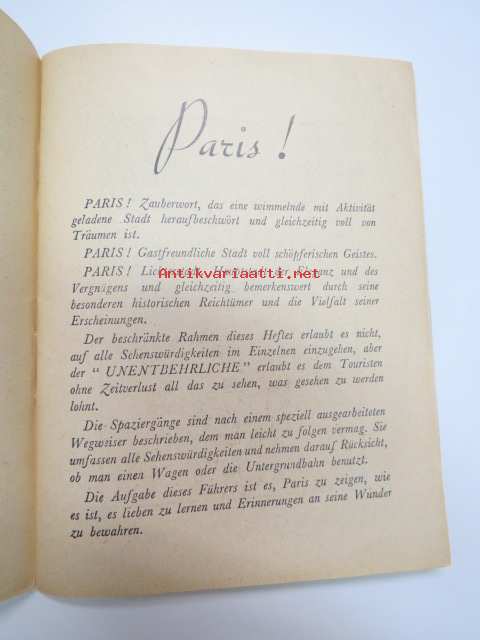 Paris !
PARIS ! Zauberwort, das eine wimmelnde mit Aktivität
geladene Stadt heraufbeschwört und gleichzeitig voll von
Träumen ist.
PARIS ! Gastfreundliche Stadt voll schöpferischen Geistes.
PARIS ! der Eleganz und des
Antikvariaatti.net
Vergnügens und gleichzeitig bemerkenswert durch seine
besonderen historischen Reichtümer und die Vielfalt seiner
Erscheinungen.
Der beschränkte Rahmen dieses Heftes erlaubt es nicht,
auf alle Sehenswürdigkeiten im Einzelnen einzugehen, aber
der " UNENTBEHRLICHE " erlaubt es dem Touristen
ohne Zeitverlust all das zu sehen, was gesehen zu werden
lohnt.
Die Spaziergänge sind nach einem speziell ausgearbeiteten
Wegweiser beschrieben, dem man leicht zu folgen vermag. Sie
umfassen alle Sehenswürdigkeiten und nehmen darauf Rücksicht,
ob man einen Wagen oder die Untergrundbahn benutzt.
Die Aufgabe dieses Führers ist es, Paris zu zeigen, wie
es ist, es lieben zu lernen und Erinnerungen an seine Wunder
zu bewahren.